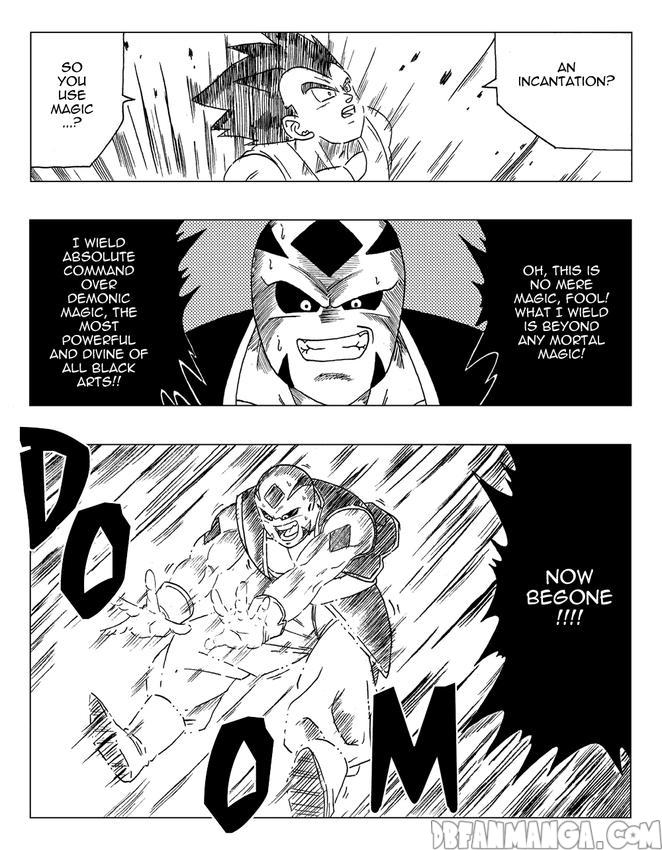 AN
INCANTATION?
SO
YOU
USE
MAGIC
...?
OH, THIS IS
NO MERE
MAGIC, FOOL!
WHAT I WIELD
IS BEYOND
ANY MORTAL
MAGIC!
I WIELD
ABSOLUTE
COMMAND
OVER
DEMONIC
MAGIC, THE
MOST
POWERFUL
AND DIVINE OF
ALL BLACK
ARTS!!
NOW
BEGONE
!!!!
DOOM
DBFANMANGA.COM